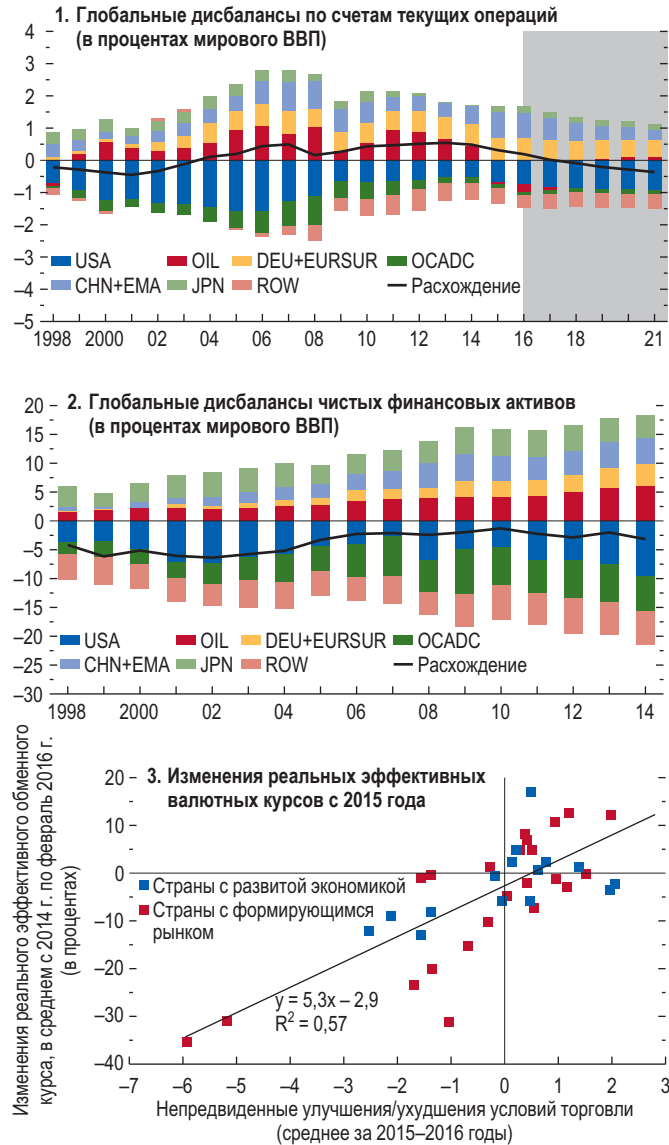 1. Глобальные дисбалансы по счетам текущих операций
(в процентах мирового ВВП)
4
3
2
1
0
–1
–2
–3
–4
–5
USA OIL DEU+EURSUR OCADC
CHN+EMA JPN ROW Расхождение
1998 2000 02 04 06 08 10 12 14 16 18 21
2. Глобальные дисбалансы чистых финансовых активов
(в процентах мирового ВВП)
20
15
10
5
0
–5
–10
–15
–20
–25
–30
USA OIL DEU+EURSUR OCADC
CHN+EMA JPN ROW Расхождение
1998 2000 02 04 06 08 10 12 14
3. Изменения реальных эффективных
валютных курсов с 2015 года
Изменения реального эффективного обменного
курса, в среднем с 2014 г. по февраль 2016 г.
(в процентах)
20
10
0
–10
–20
–30
–40
Страны с развитой экономикой
Страны с формирующимся
рынком
y = 5,3x – 2,9
R² = 0,57
–7 –6 –5 –4 –3 –2 –1 0 1 2 3
Непредвиденные улучшения/ухудшения условий торговли
(среднее за 2015–2016 годы)